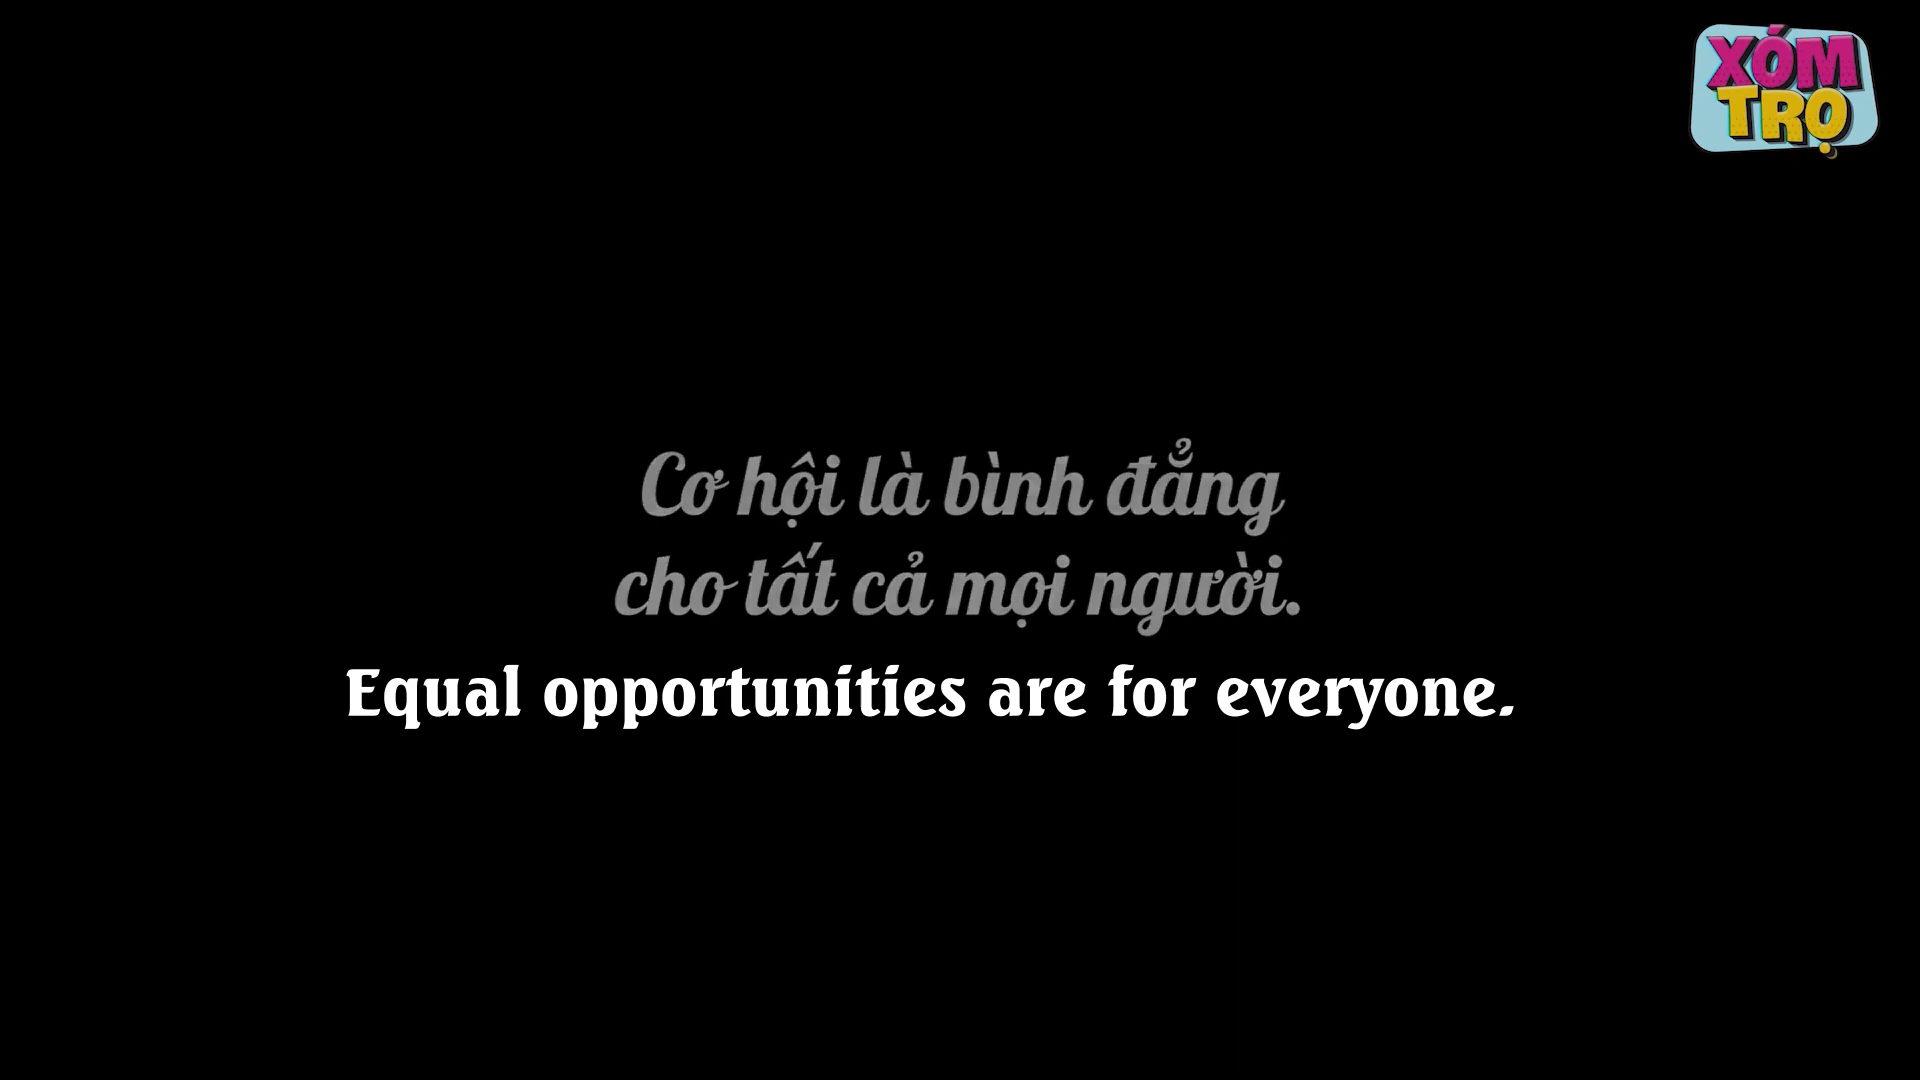 XÓM
TRỌ
Cơ hội là bình đẳng
cho tất cả mọi người.
Equal opportunities are for everyone.